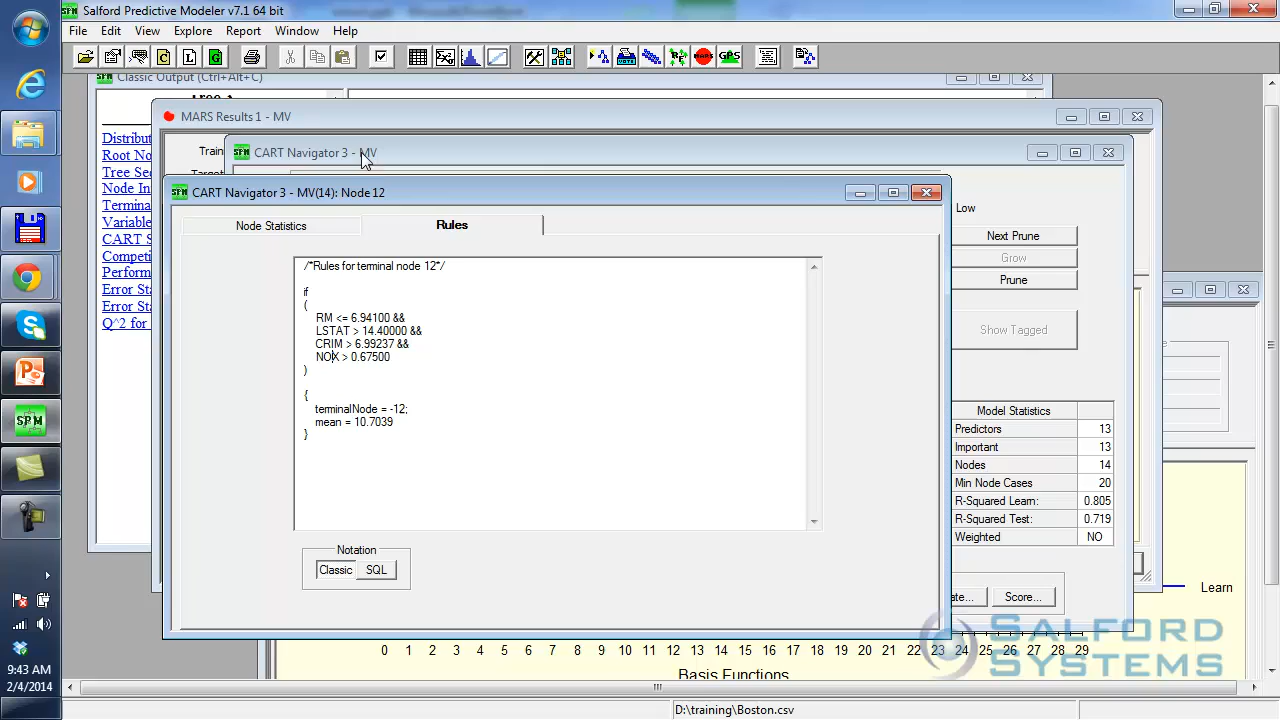 Salford Predictive Modeler v7.1 64 bit
File Edit View Explore Report Window Help
Classic Output (Ctrl+Alt+C)
MARS Results 1 - MV
Distribut
Root No
Tree Sec
Node In
Termina
Variable
CART S
Competi
Perform
Error Sta
Error Sta
Q^2 for
Train
CART Navigator 3 - MV
CART Navigator 3 - MV(14): Node 12
Node Statistics Rules
/*Rules for terminal node 12*/
if
(
RM <= 6.94100 &&
LSTAT > 14.40000 &&
CRIM > 6.99237 &&
NOX > 0.67500
)
{
terminalNode = -12;
mean = 10.7039
}
Notation
Classic SQL
Low
Next Prune
Grow
Prune
Show Tagged
Model Statistics
Predictors 13
Important 13
Nodes 14
Min Node Cases 20
R-Squared Learn: 0.805
R-Squared Test: 0.719
Weighted NO
ate... Score...
Learn
0 1 2 3 4 5 6 7 8 9 10 11 12 13 14 15 16 17 18 19 20 21 22 23 24 25 26 27 28 29
Basis Functions
SALFORD
SYSTEMS
9:43 AM
2/4/2014
D:\training\Boston.csv